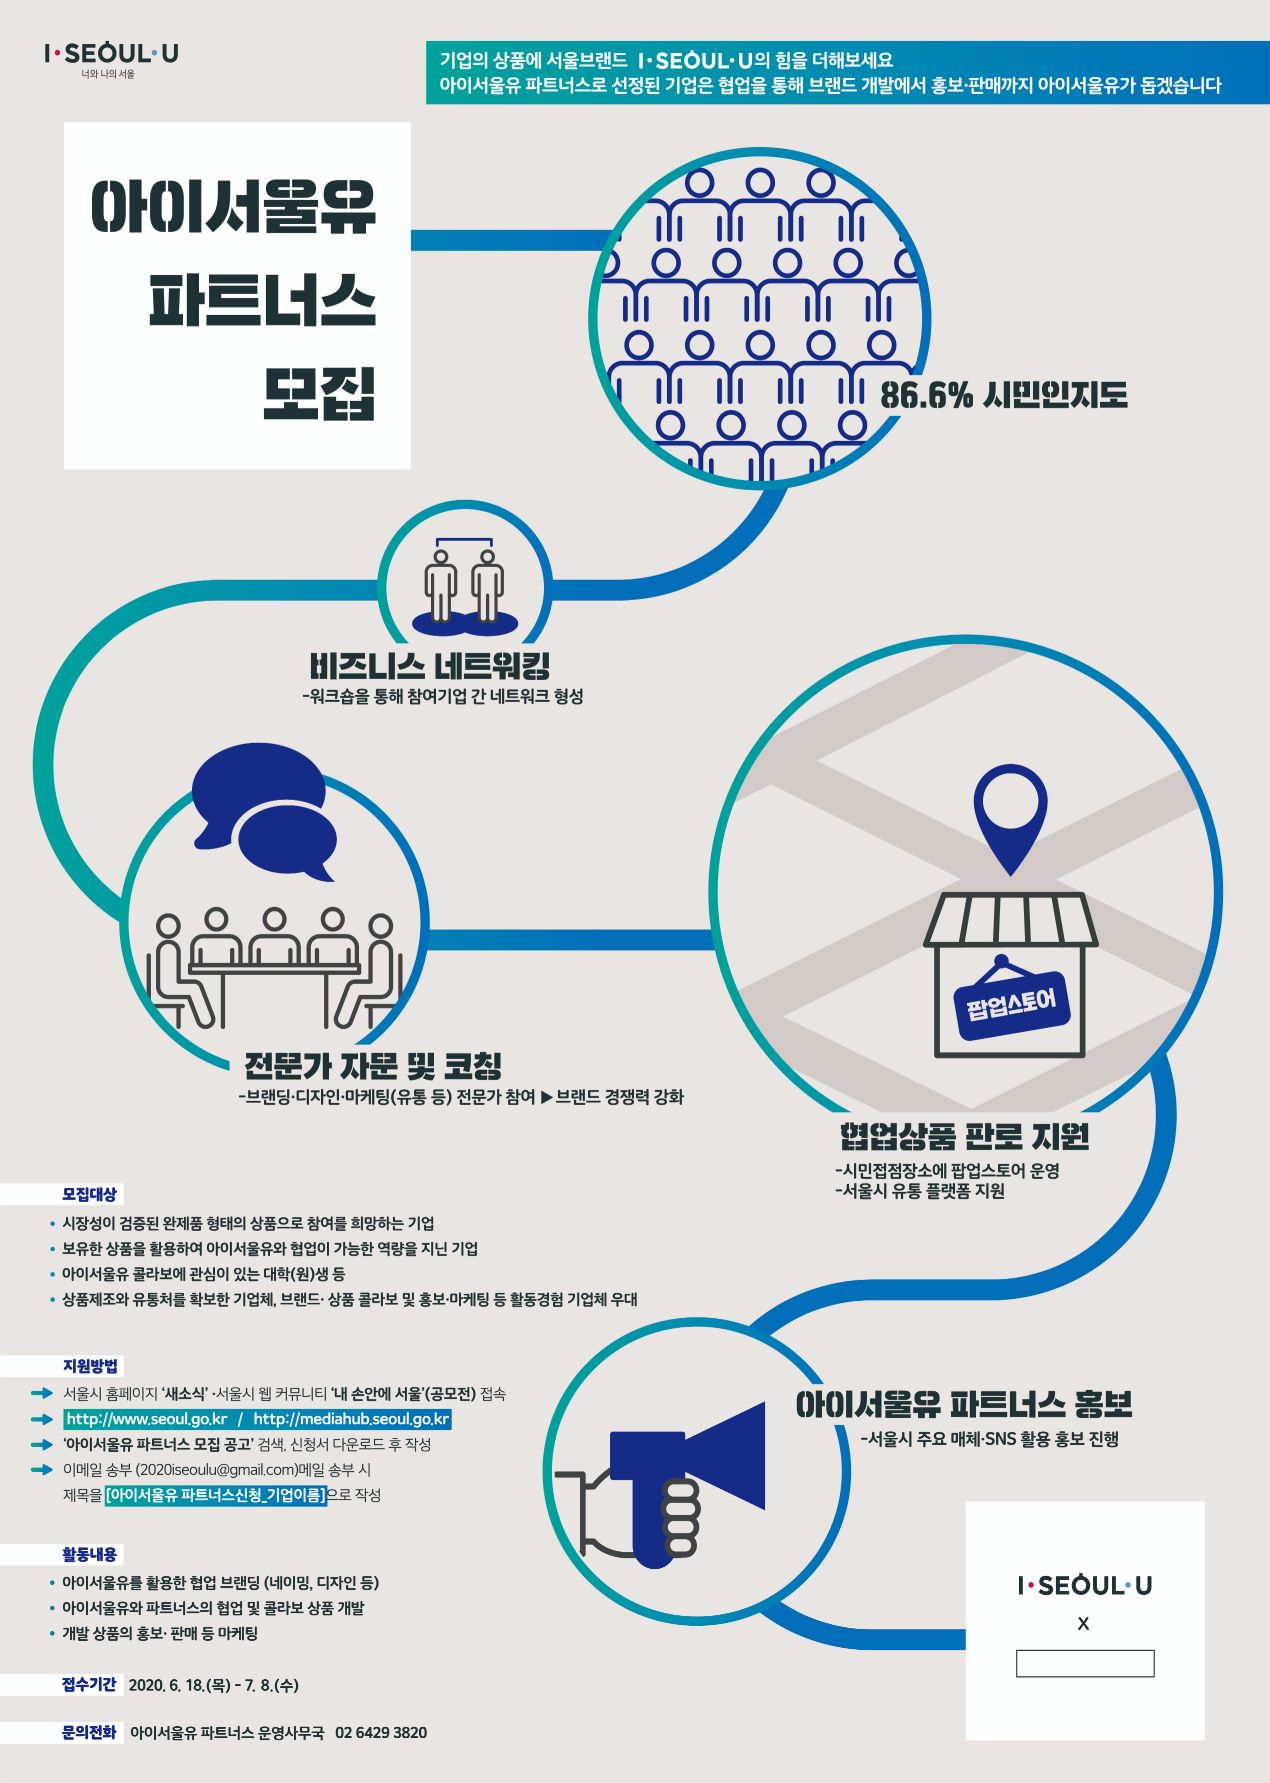 I·SEOUL·U
너와 나의 서울
기업의 상품에 서울브랜드 I·SEOUL·U의 힘을 더해보세요
아이서울유 파트너스로 선정된 기업은 협업을 통해 브랜드 개발에서 홍보·판매까지 아이서울유가 돕겠습니다
아이서울유
파트너스
모집
86.6% 시민인지도
비즈니스 네트워킹
-워크숍을 통해 참여기업 간 네트워크 형성
팝업스토어
전문가 자문 및 코칭
-브랜딩·디자인·마케팅(유통 등) 전문가 참여 ▶ 브랜드 경쟁력 강화
협업상품 판로 지원
-시민접점장소에 팝업스토어 운영
-서울시 유통 플랫폼 지원
모집대상
• 시장성이 검증된 완제품 형태의 상품으로 참여를 희망하는 기업
• 보유한 상품을 활용하여 아이서울유와 협업이 가능한 역량을 지닌 기업
• 아이서울유 콜라보에 관심이 있는 대학(원)생 등
• 상품제조와 유통처를 확보한 기업체, 브랜드· 상품 콜라보 및 홍보·마케팅 등 활동경험 기업체 우대
지원방법
→ 서울시 홈페이지 ‘새소식’ ·서울시 웹 커뮤니티 ‘내 손안에 서울’(공모전) 접속
→ http://www.seoul.go.kr / http://mediahub.seoul.go.kr
→ ‘아이서울유 파트너스 모집 공고’ 검색, 신청서 다운로드 후 작성
→ 이메일 송부 (2020iseoulu@gmail.com)메일 송부 시
제목을 [아이서울유 파트너스신청_기업이름]으로 작성
아이서울유 파트너스 홍보
-서울시 주요 매체·SNS 활용 홍보 진행
활동내용
• 아이서울유를 활용한 협업 브랜딩 (네이밍, 디자인 등)
• 아이서울유와 파트너스의 협업 및 콜라보 상품 개발
• 개발 상품의 홍보· 판매 등 마케팅
I·SEOUL·U
X
접수기간 2020. 6. 18.(목) - 7. 8.(수)
문의전화 아이서울유 파트너스 운영사무국 02 6429 3820